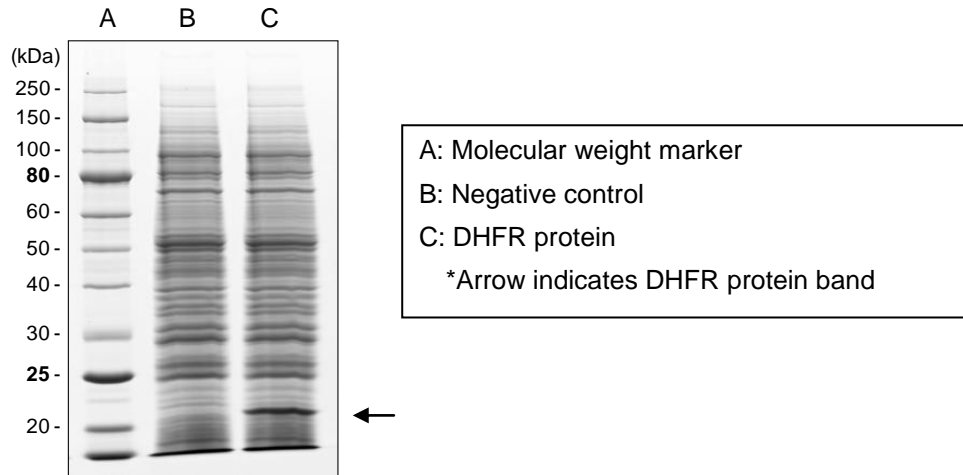 A B C
(kDa)
250 -
150 -
100 -
80 -
60 -
50 -
40 -
30 -
25 -
20 -
A: Molecular weight marker
B: Negative control
C: DHFR protein
*Arrow indicates DHFR protein band